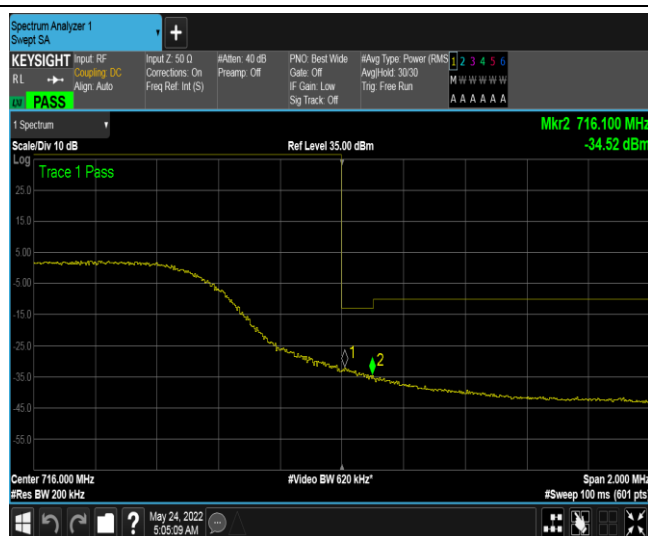 Spectrum Analyzer 1
Swept SA
KEYSIGHT
RL
Input: RF
Coupling: DC
Align: Auto
Input Z: 50 Ω
Corrections: On
Freq Ref: Int (S)
#Atten: 40 dB
Preamp: Off
PNO: Best Wide
Gate: Off
IF Gain: Low
Sig Track: Off
#Avg Type: Power (RMS
Avg|Hold: 30/30
Trig: Free Run
1 2 3 4 5 6
M W W W W W
A A A A A A
PASS
1 Spectrum
Mkr2 716.100 MHz
-34.52 dBm
Scale/Div 10 dB
Ref Level 35.00 dBm
Log
Trace 1 Pass
25.0
15.0
5.00
-5.00
-15.0
-25.0
-35.0
-45.0
-55.0
1
2
Center 716.000 MHz
#Video BW 620 kHz*
Span 2.000 MHz
#Res BW 200 kHz
#Sweep 100 ms (601 pts)
?
May 24, 2022
5:05:09 AM